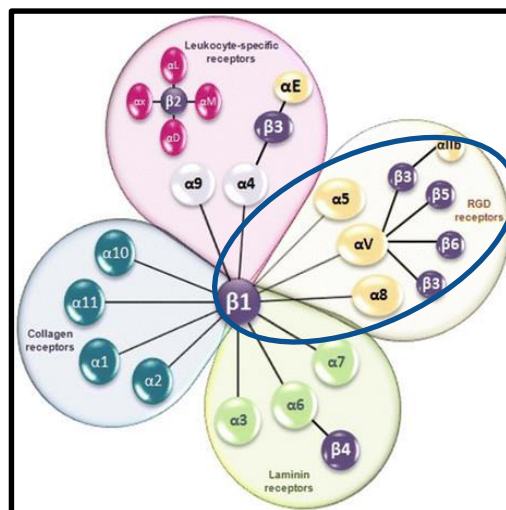 Leukocyte-specific
receptors
αL
αx
β2
αM
αD
αE
β3
α9
α4
αIIb
β3
α5
β5
RGD
receptors
αV
β6
β3
α8
α10
α11
β1
Collagen
receptors
α1
α2
α7
α6
α3
β4
Laminin
receptors